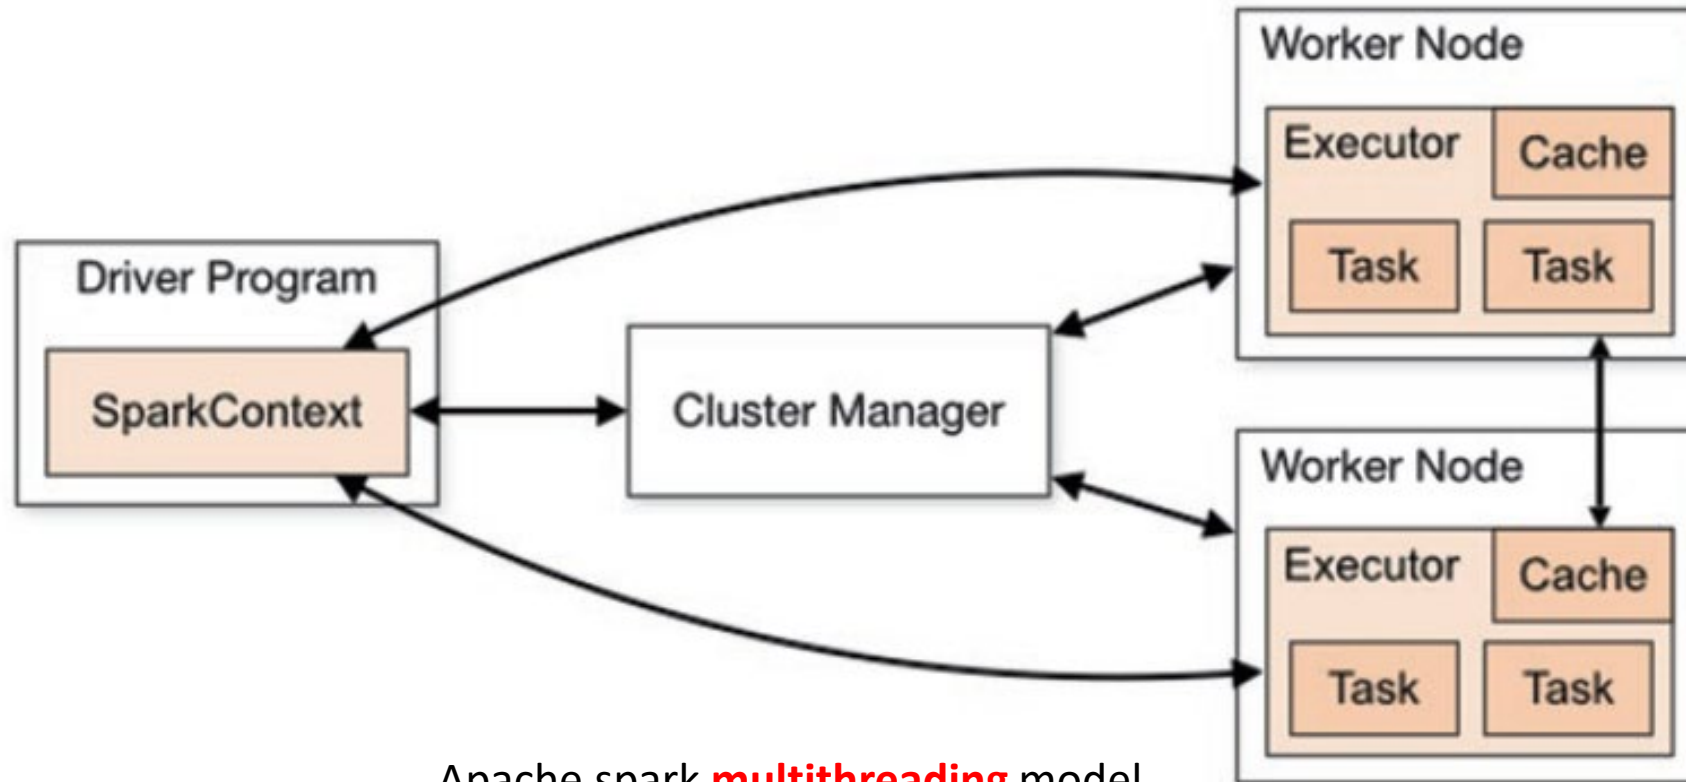 Driver Program
SparkContext
Cluster Manager
Worker Node
Executor
Cache
Task
Task
Worker Node
Executor
Cache
Task
Task
Apache spark multithreading model